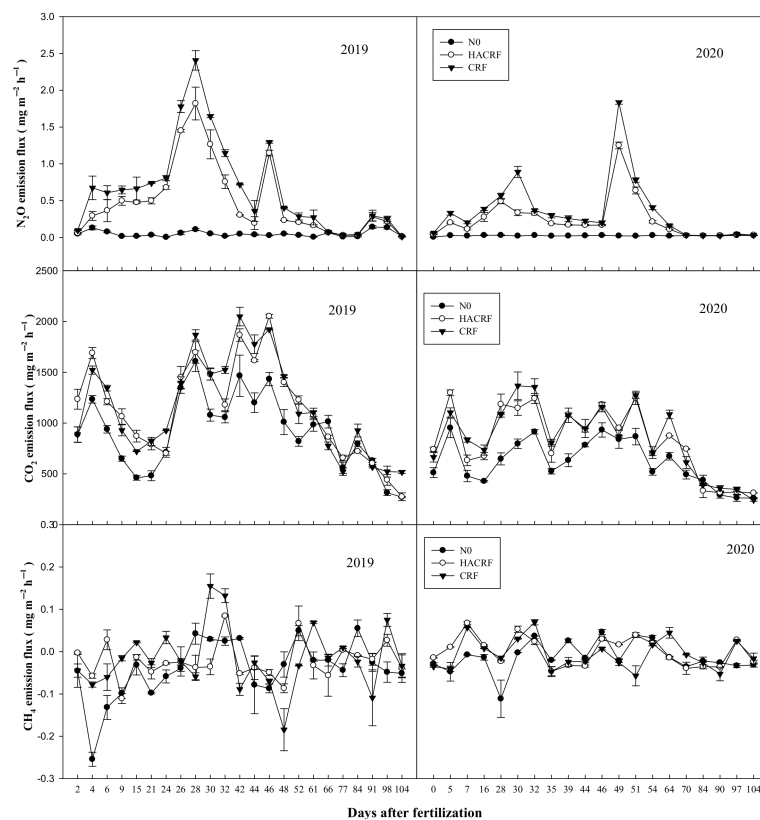 3.0
2.5
2.0
1.5
1.0
0.5
0.0
N₂O emission flux ( mg m⁻² h⁻¹ )
2019
2020
N0
HACRF
CRF
2500
2000
1500
1000
500
0
CO₂ emission flux ( mg m⁻² h⁻¹ )
2019
2020
N0
HACRF
CRF
0.3
0.2
0.1
0.0
-0.1
-0.2
-0.3
CH₄ emission flux ( mg m⁻² h⁻¹ )
2019
2020
N0
HACRF
CRF
2 4 6 9 15 21 24 26 28 30 32 42 44 46 48 52 61 66 77 84 91 98 104
0 5 7 16 28 30 32 35 39 44 46 49 51 54 64 70 84 90 97 104
Days after fertilization